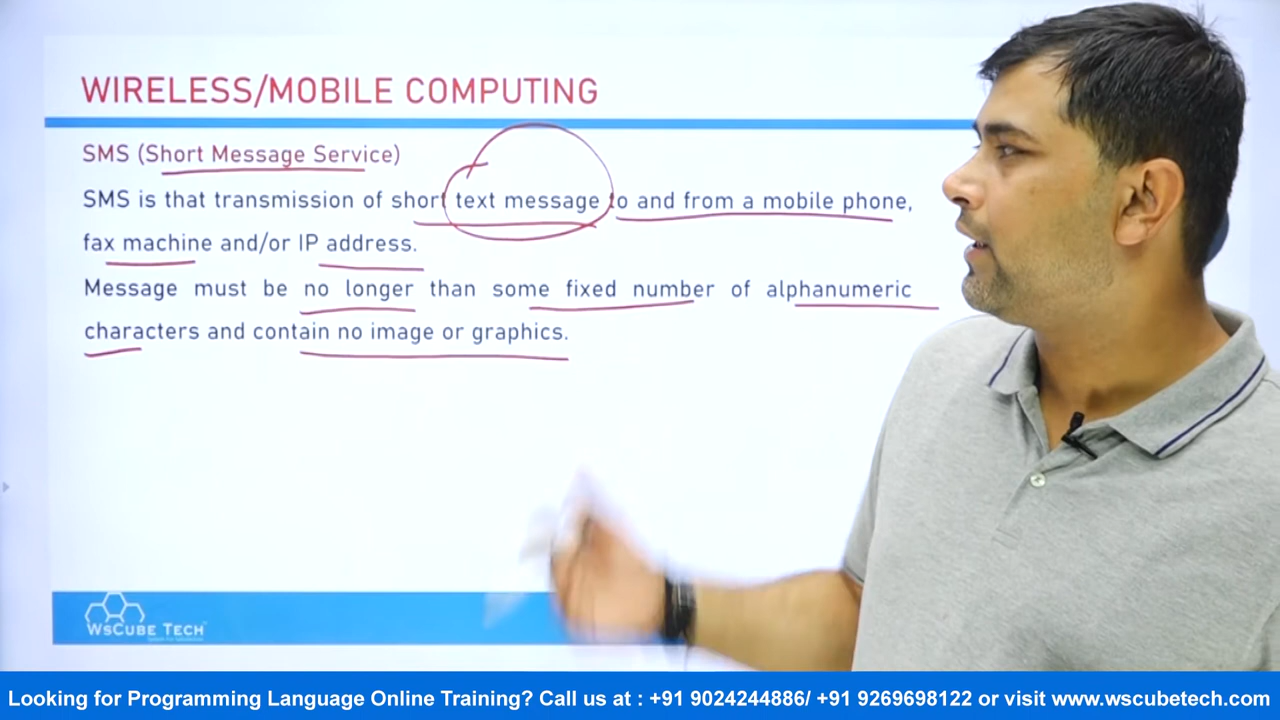 WIRELESS/MOBILE COMPUTING
SMS (Short Message Service)
SMS is that transmission of short text message to and from a mobile phone,
fax machine and/or IP address.
Message must be no longer than some fixed number of alphanumeric
characters and contain no image or graphics.
WsCube Tech
Looking for Programming Language Online Training? Call us at : +91 9024244886/ +91 9269698122 or visit www.wscubetech.com